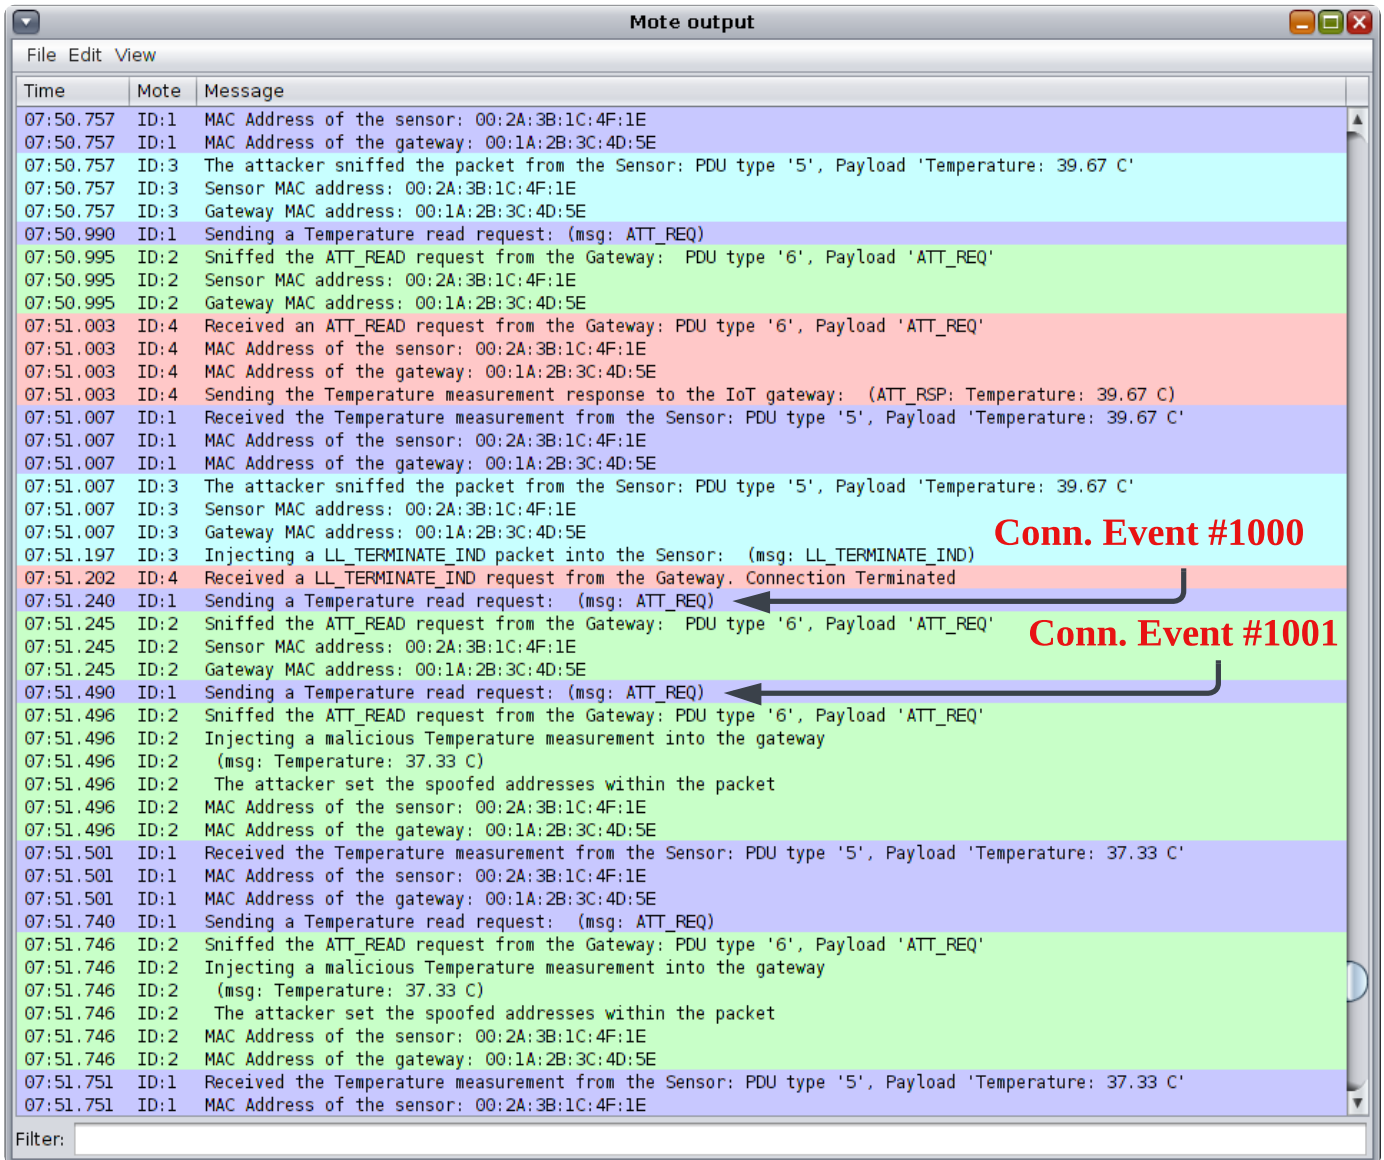 Mote output
File Edit View
Time Mote Message
07:50.757 ID:1 MAC Address of the sensor: 00:2A:3B:1C:4F:1E
07:50.757 ID:1 MAC Address of the gateway: 00:1A:2B:3C:4D:5E
07:50.757 ID:3 The attacker sniffed the packet from the Sensor: PDU type '5', Payload 'Temperature: 39.67 C'
07:50.757 ID:3 Sensor MAC address: 00:2A:3B:1C:4F:1E
07:50.757 ID:3 Gateway MAC address: 00:1A:2B:3C:4D:5E
07:50.990 ID:1 Sending a Temperature read request: (msg: ATT_REQ)
07:50.995 ID:2 Sniffed the ATT_READ request from the Gateway:  PDU type '6', Payload 'ATT_REQ'
07:50.995 ID:2 Sensor MAC address: 00:2A:3B:1C:4F:1E
07:50.995 ID:2 Gateway MAC address: 00:1A:2B:3C:4D:5E
07:51.003 ID:4 Received an ATT_READ request from the Gateway: PDU type '6', Payload 'ATT_REQ'
07:51.003 ID:4 MAC Address of the sensor: 00:2A:3B:1C:4F:1E
07:51.003 ID:4 MAC Address of the gateway: 00:1A:2B:3C:4D:5E
07:51.003 ID:4 Sending the Temperature measurement response to the IoT gateway:  (ATT_RSP: Temperature: 39.67 C)
07:51.007 ID:1 Received the Temperature measurement from the Sensor: PDU type '5', Payload 'Temperature: 39.67 C'
07:51.007 ID:1 MAC Address of the sensor: 00:2A:3B:1C:4F:1E
07:51.007 ID:1 MAC Address of the gateway: 00:1A:2B:3C:4D:5E
07:51.007 ID:3 The attacker sniffed the packet from the Sensor: PDU type '5', Payload 'Temperature: 39.67 C'
07:51.007 ID:3 Sensor MAC address: 00:2A:3B:1C:4F:1E
07:51.007 ID:3 Gateway MAC address: 00:1A:2B:3C:4D:5E
Conn. Event #1000
07:51.197 ID:3 Injecting a LL_TERMINATE_IND packet into the Sensor:  (msg: LL_TERMINATE_IND)
07:51.202 ID:4 Received a LL_TERMINATE_IND request from the Gateway. Connection Terminated
07:51.240 ID:1 Sending a Temperature read request:  (msg: ATT_REQ)
07:51.245 ID:2 Sniffed the ATT_READ request from the Gateway:  PDU type '6', Payload 'ATT_REQ'
Conn. Event #1001
07:51.245 ID:2 Sensor MAC address: 00:2A:3B:1C:4F:1E
07:51.245 ID:2 Gateway MAC address: 00:1A:2B:3C:4D:5E
07:51.490 ID:1 Sending a Temperature read request: (msg: ATT_REQ)
07:51.496 ID:2 Sniffed the ATT_READ request from the Gateway: PDU type '6', Payload 'ATT_REQ'
07:51.496 ID:2 Injecting a malicious Temperature measurement into the gateway
07:51.496 ID:2  (msg: Temperature: 37.33 C)
07:51.496 ID:2  The attacker set the spoofed addresses within the packet
07:51.496 ID:2 MAC Address of the sensor: 00:2A:3B:1C:4F:1E
07:51.496 ID:2 MAC Address of the gateway: 00:1A:2B:3C:4D:5E
07:51.501 ID:1 Received the Temperature measurement from the Sensor: PDU type '5', Payload 'Temperature: 37.33 C'
07:51.501 ID:1 MAC Address of the sensor: 00:2A:3B:1C:4F:1E
07:51.501 ID:1 MAC Address of the gateway: 00:1A:2B:3C:4D:5E
07:51.740 ID:1 Sending a Temperature read request:  (msg: ATT_REQ)
07:51.746 ID:2 Sniffed the ATT_READ request from the Gateway: PDU type '6', Payload 'ATT_REQ'
07:51.746 ID:2 Injecting a malicious Temperature measurement into the gateway
07:51.746 ID:2  (msg: Temperature: 37.33 C)
07:51.746 ID:2  The attacker set the spoofed addresses within the packet
07:51.746 ID:2 MAC Address of the sensor: 00:2A:3B:1C:4F:1E
07:51.746 ID:2 MAC Address of the gateway: 00:1A:2B:3C:4D:5E
07:51.751 ID:1 Received the Temperature measurement from the Sensor: PDU type '5', Payload 'Temperature: 37.33 C'
07:51.751 ID:1 MAC Address of the sensor: 00:2A:3B:1C:4F:1E
Filter: